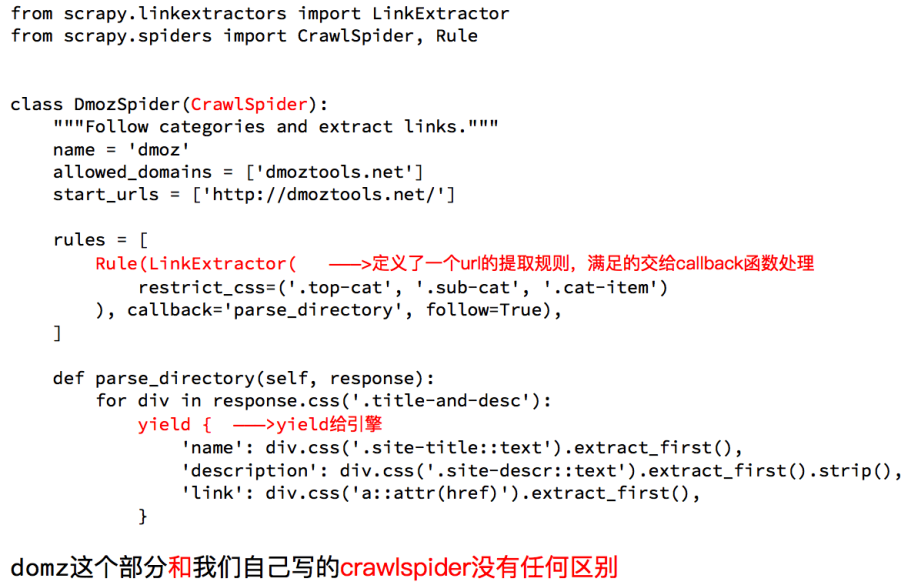 from scrapy.linkextractors import LinkExtractor
from scrapy.spiders import CrawlSpider, Rule
class DmozSpider(CrawlSpider):
    """Follow categories and extract links."""
    name = 'dmoz'
    allowed_domains = ['dmoztools.net']
    start_urls = ['http://dmoztools.net/']
    rules = [
        Rule(LinkExtractor(   --->定义了一个url的提取规则，满足的交给callback函数处理
            restrict_css=('.top-cat', '.sub-cat', '.cat-item')
        ), callback='parse_directory', follow=True),
    ]
    def parse_directory(self, response):
        for div in response.css('.title-and-desc'):
            yield {  --->yield给引擎
                'name': div.css('.site-title::text').extract_first(),
                'description': div.css('.site-descr::text').extract_first().strip(),
                'link': div.css('a::attr(href)').extract_first(),
            }
domz这个部分和我们自己写的crawlspider没有任何区别